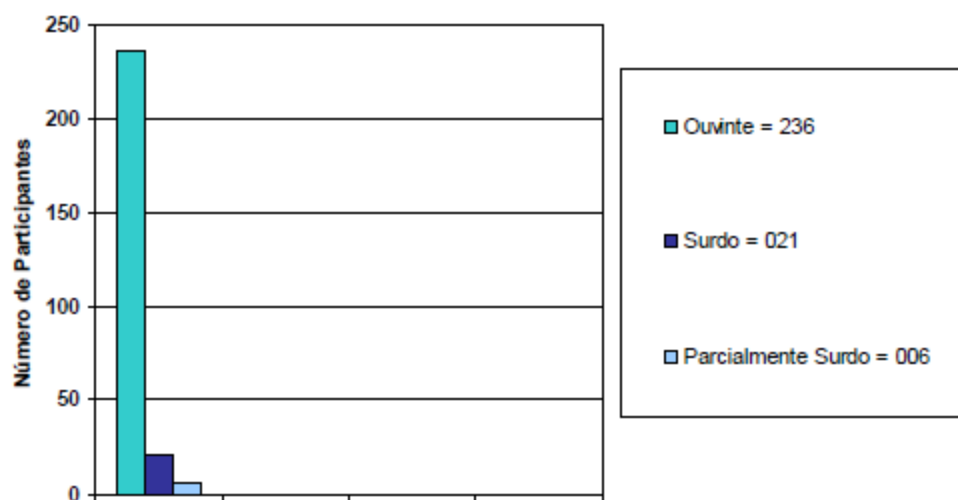 250
200
150
100
50
0
Número de Participantes
Ouvinte = 236
Surdo = 021
Parcialmente Surdo = 006